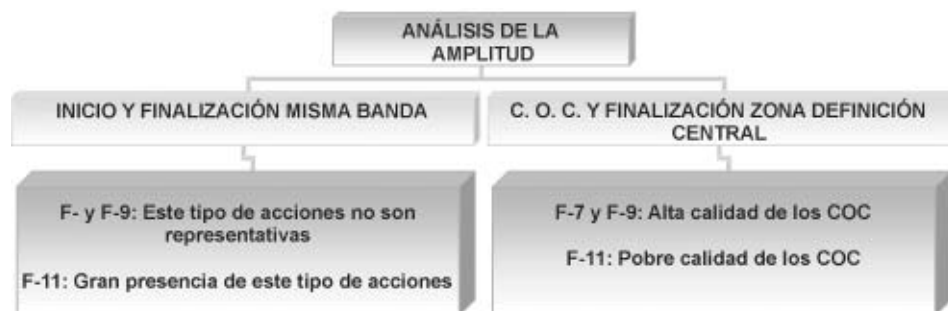 ANÁLISIS DE LA
AMPLITUD
INICIO Y FINALIZACIÓN MISMA BANDA
C. O. C. Y FINALIZACIÓN ZONA DEFINICIÓN
CENTRAL
F- y F-9: Este tipo de acciones no son
representativas
F-11: Gran presencia de este tipo de acciones
F-7 y F-9: Alta calidad de los COC
F-11: Pobre calidad de los COC